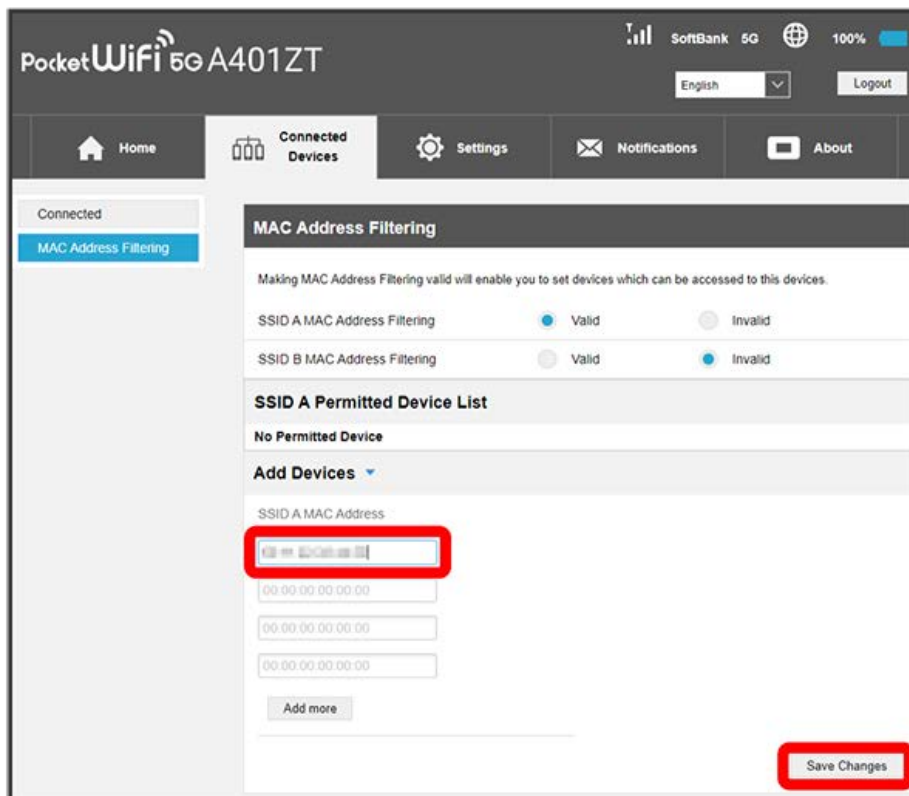 SoftBank 5G 100%
Pocket WiFi 5G A401ZT
English Logout
Home Connected Devices Settings Notifications About
Connected
MAC Address Filtering
MAC Address Filtering
Making MAC Address Filtering valid will enable you to set devices which can be accessed to this devices.
SSID A MAC Address Filtering Valid Invalid
SSID B MAC Address Filtering Valid Invalid
SSID A Permitted Device List
No Permitted Device
Add Devices
SSID A MAC Address
00:00:00:00:00:00
00:00:00:00:00:00
00:00:00:00:00:00
Add more
Save Changes